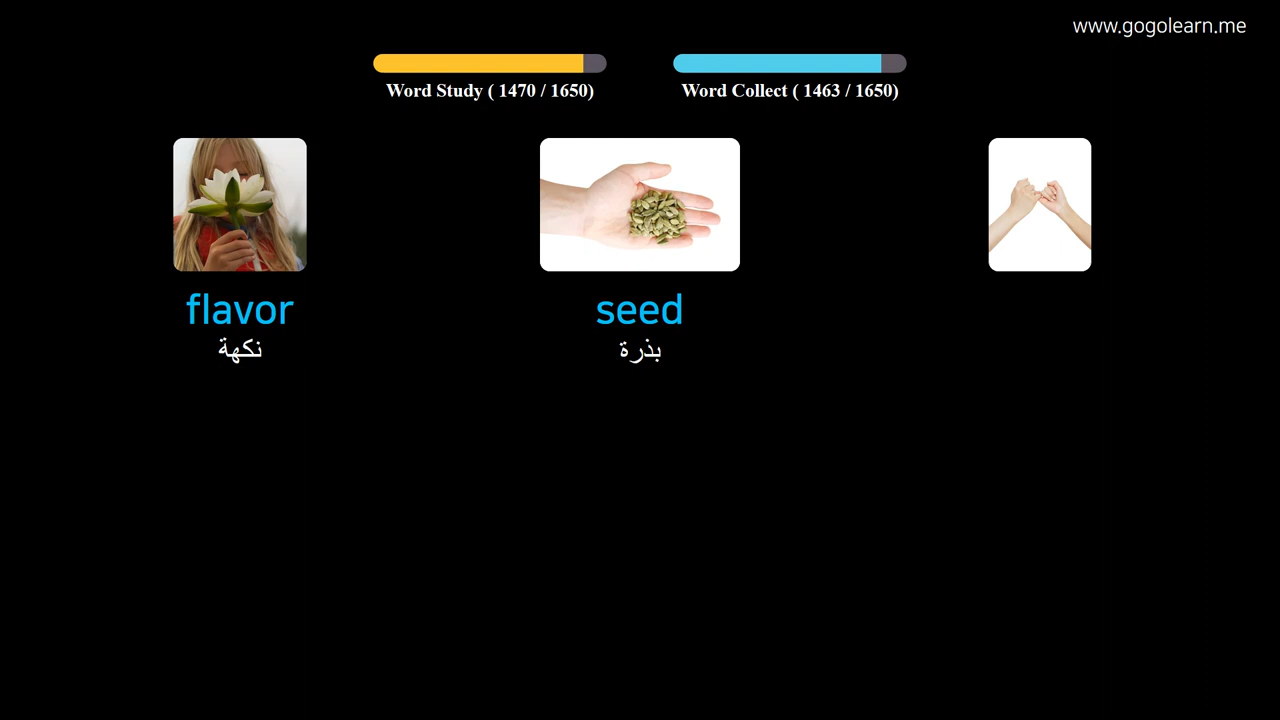 www.gogolearn.me
Word Study ( 1470 / 1650)
Word Collect ( 1463 / 1650)
flavor
نكهة
seed
بذرة